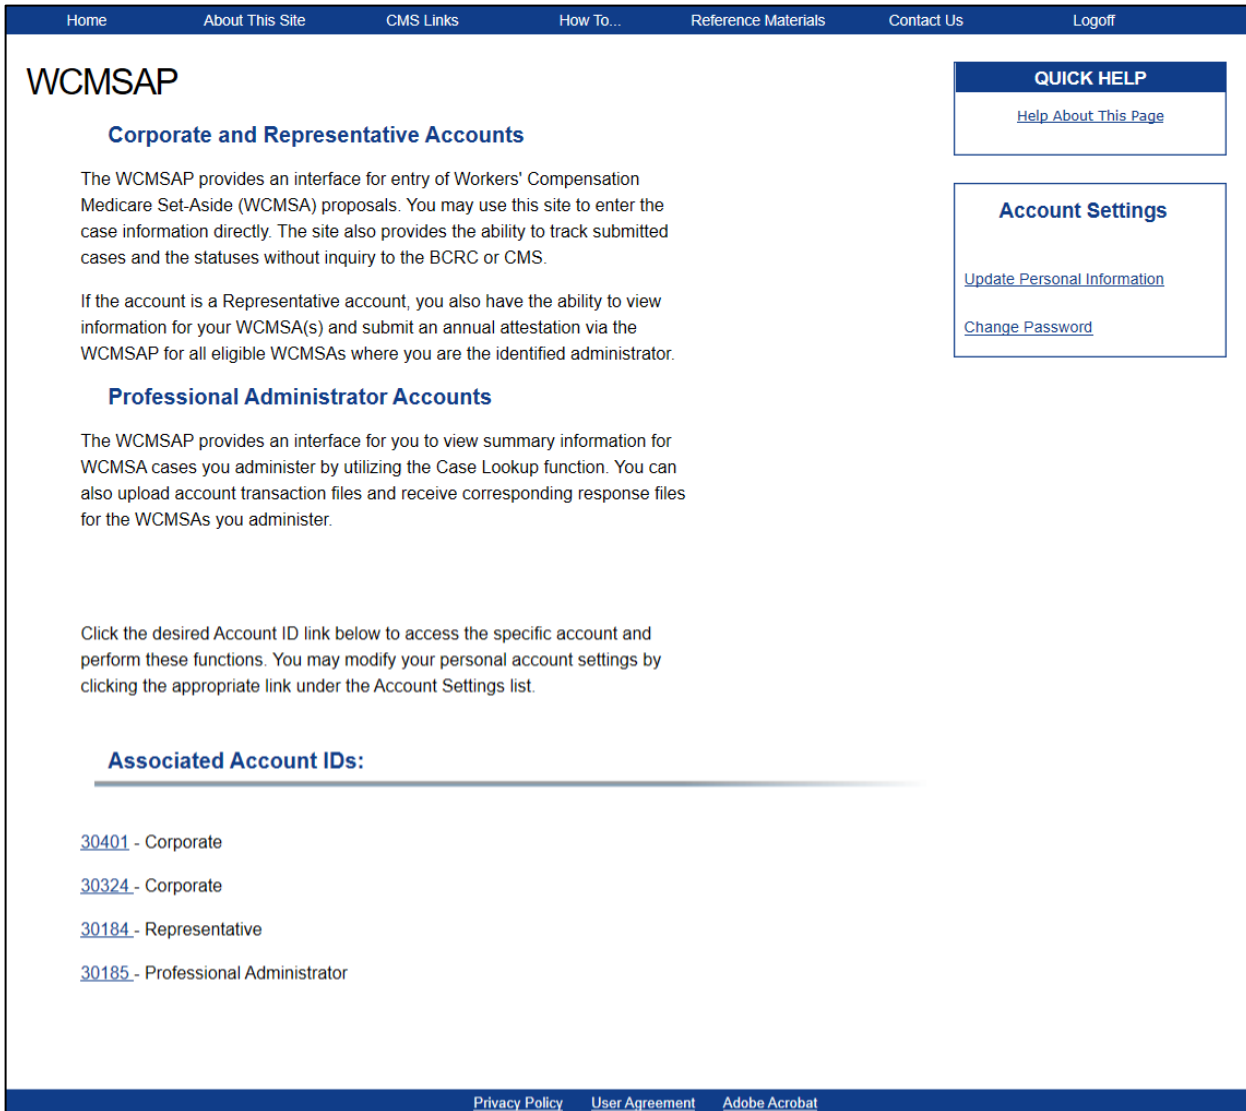 Home About This Site CMS Links How To... Reference Materials Contact Us Logoff
WCMSAP
Corporate and Representative Accounts
The WCMSAP provides an interface for entry of Workers' Compensation
Medicare Set-Aside (WCMSA) proposals. You may use this site to enter the
case information directly. The site also provides the ability to track submitted
cases and the statuses without inquiry to the BCRC or CMS.
If the account is a Representative account, you also have the ability to view
information for your WCMSA(s) and submit an annual attestation via the
WCMSAP for all eligible WCMSAs where you are the identified administrator.
Professional Administrator Accounts
The WCMSAP provides an interface for you to view summary information for
WCMSA cases you administer by utilizing the Case Lookup function. You can
also upload account transaction files and receive corresponding response files
for the WCMSAs you administer.
Click the desired Account ID link below to access the specific account and
perform these functions. You may modify your personal account settings by
clicking the appropriate link under the Account Settings list.
Associated Account IDs:
30401 - Corporate
30324 - Corporate
30184 - Representative
30185 - Professional Administrator
QUICK HELP
Help About This Page
Account Settings
Update Personal Information
Change Password
Privacy Policy User Agreement Adobe Acrobat